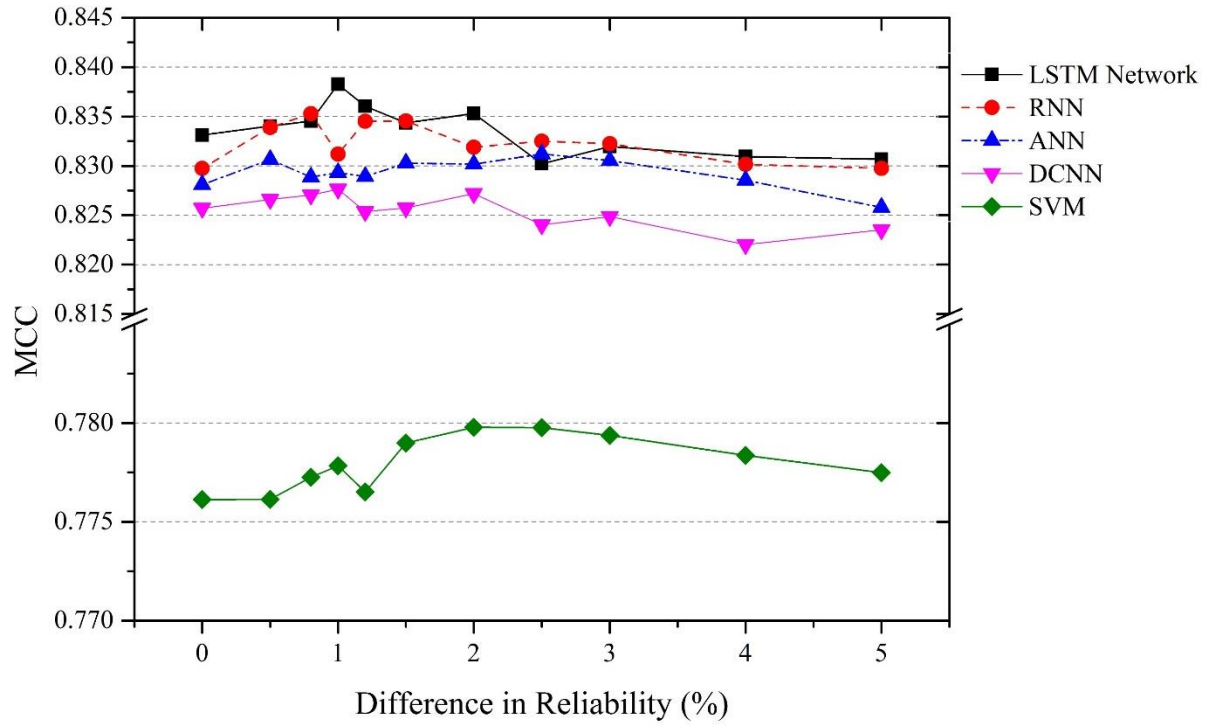 0.845
0.840
0.835
0.830
0.825
0.820
0.815
0.780
0.775
0.770
MCC
0 1 2 3 4 5
Difference in Reliability (%)
LSTM Network
RNN
ANN
DCNN
SVM